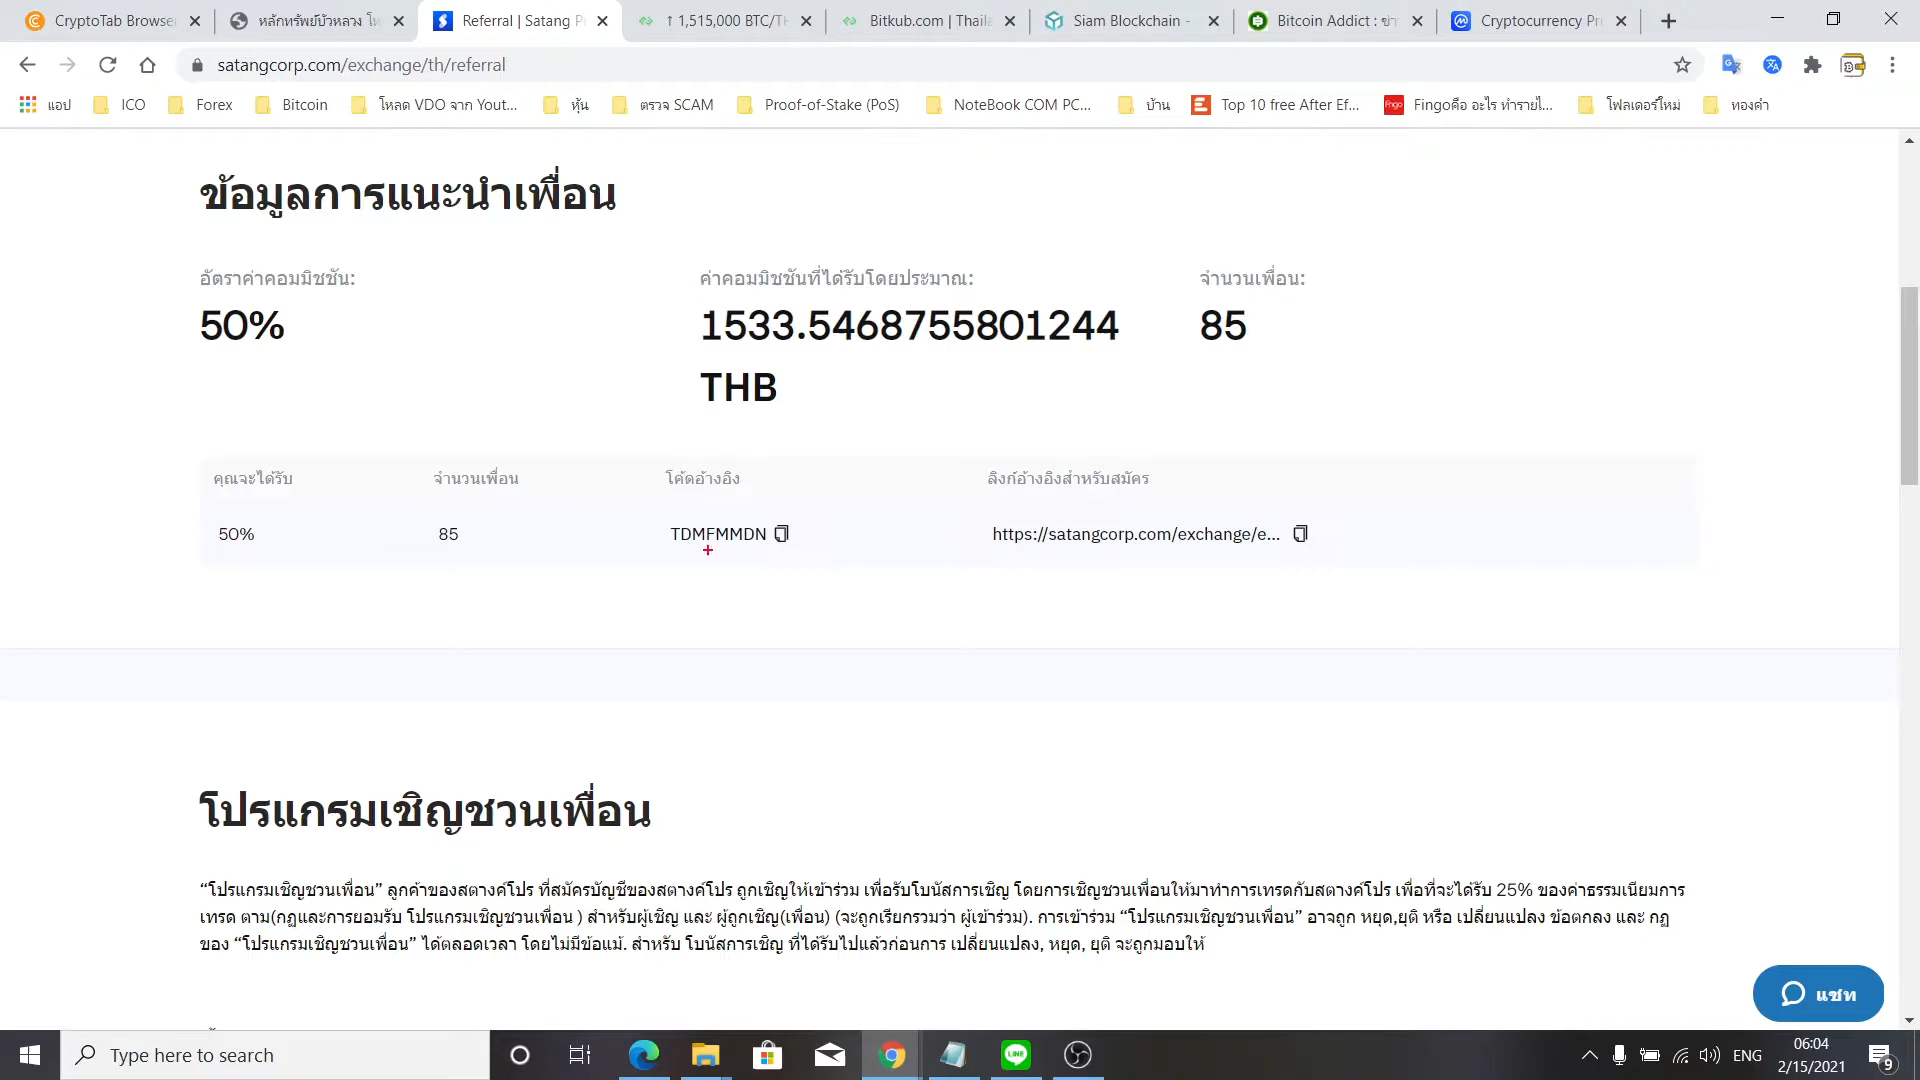 CryptoTab Browser
หลักทรัพย์บัวหลวง โท
Referral | Satang Pr
↑ 1,515,000 BTC/TH
Bitkub.com | Thaila
Siam Blockchain -
Bitcoin Addict : ข่า
Cryptocurrency Pri
satangcorp.com/exchange/th/referral
แอป
ICO
Forex
Bitcoin
โหลด VDO จาก Yout...
หุ้น
ตรวจ SCAM
Proof-of-Stake (PoS)
NoteBook COM PC...
บ้าน
Top 10 free After Ef...
Fingoคือ อะไร ทำรายไ...
โฟลเดอร์ใหม่
ทองคำ
ข้อมูลการแนะนำเพื่อน
อัตราค่าคอมมิชชัน:
ค่าคอมมิชชันที่ได้รับโดยประมาณ:
จำนวนเพื่อน:
50%
1533.5468755801244
THB
85
คุณจะได้รับ
จำนวนเพื่อน
โค้ดอ้างอิง
ลิงก์อ้างอิงสำหรับสมัคร
50%
85
TDMFMMDN
https://satangcorp.com/exchange/e...
โปรแกรมเชิญชวนเพื่อน
“โปรแกรมเชิญชวนเพื่อน” ลูกค้าของสตางค์โปร ที่สมัครบัญชีของสตางค์โปร ถูกเชิญให้เข้าร่วม เพื่อรับโบนัสการเชิญ โดยการเชิญชวนเพื่อนให้มาทำการเทรดกับสตางค์โปร เพื่อที่จะได้รับ 25% ของค่าธรรมเนียมการ
เทรด ตาม(กฎและการยอมรับ โปรแกรมเชิญชวนเพื่อน ) สำหรับผู้เชิญ และ ผู้ถูกเชิญ(เพื่อน) (จะถูกเรียกรวมว่า ผู้เข้าร่วม). การเข้าร่วม “โปรแกรมเชิญชวนเพื่อน” อาจถูก หยุด,ยุติ หรือ เปลี่ยนแปลง ข้อตกลง และ กฎ
ของ “โปรแกรมเชิญชวนเพื่อน” ได้ตลอดเวลา โดยไม่มีข้อแม้. สำหรับ โบนัสการเชิญ ที่ได้รับไปแล้วก่อนการ เปลี่ยนแปลง, หยุด, ยุติ จะถูกมอบให้
แชท
Type here to search
LINE
ENG
06:04
2/15/2021
9